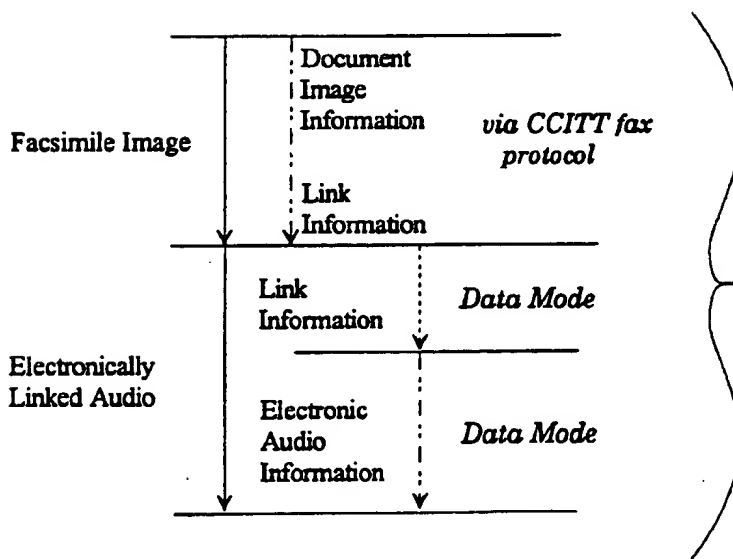 Document
Image
Information
Facsimile Image
via CCITT fax
protocol
Link
Information
Link
Information
Data Mode
Electronically
Linked Audio
Electronic
Audio
Information
Data Mode